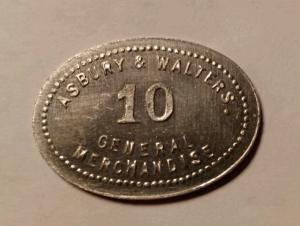 ASBURY & WALTERS.
10
GENERAL
MERCHANDISE